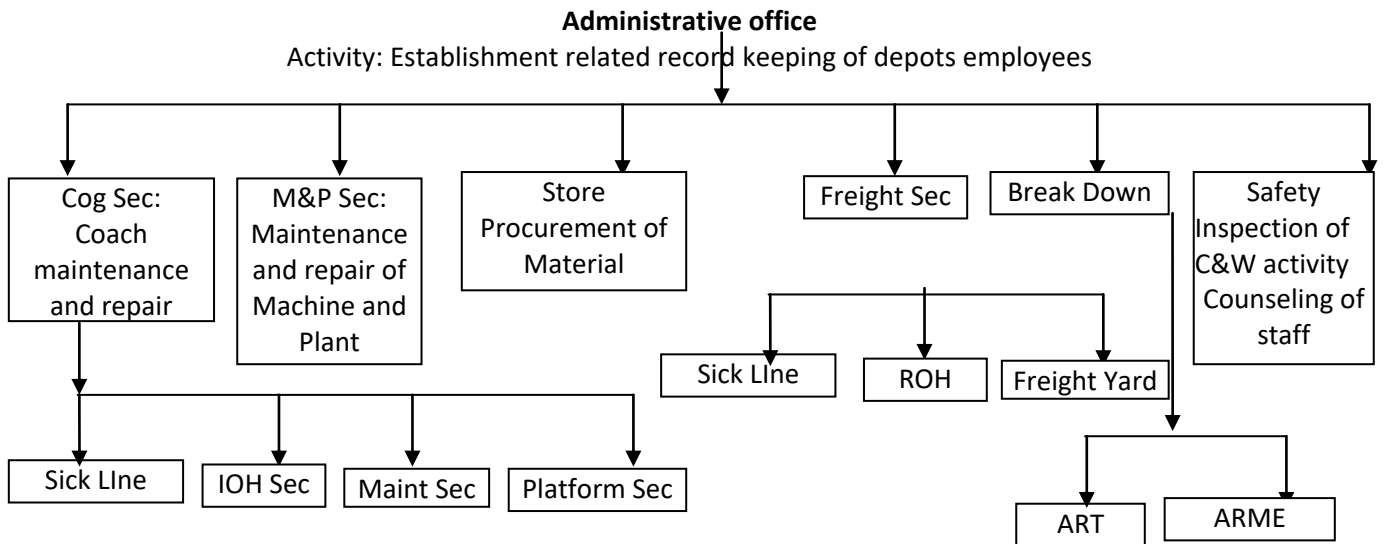 Administrative office
Activity: Establishment related record keeping of depots employees
Cog Sec:
Coach
maintenance
and repair
M&P Sec:
Maintenance
and repair of
Machine and
Plant
Store
Procurement of
Material
Freight Sec
Break Down
Safety
Inspection of
C&W activity
Counseling of
staff
Sick LIne
ROH
Freight Yard
Sick LIne
IOH Sec
Maint Sec
Platform Sec
ART
ARME